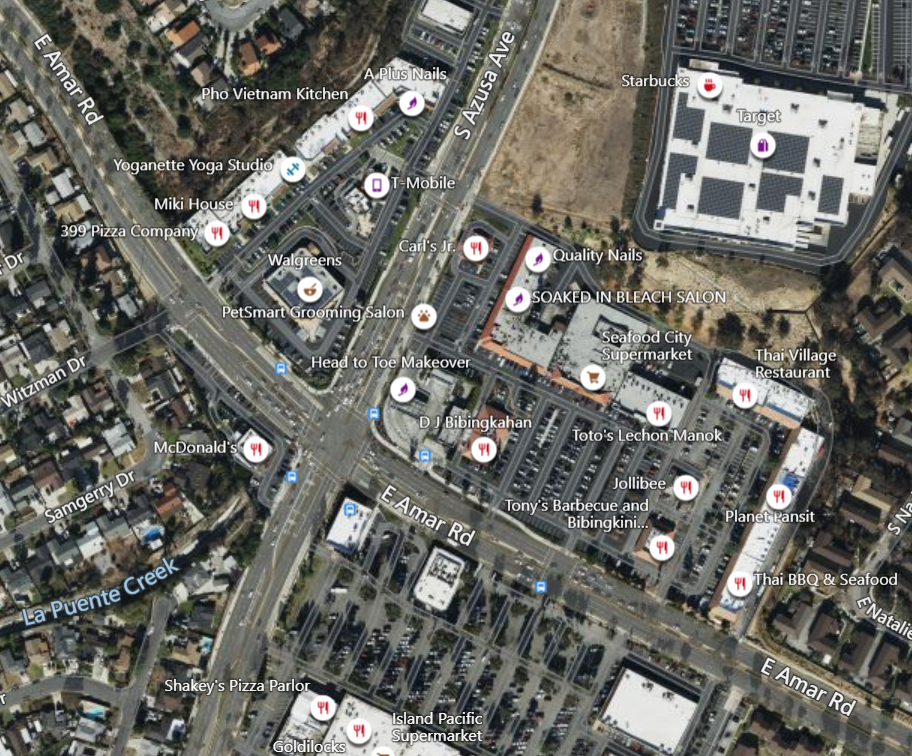 E Amar Rd
S Azusa Ave
A Plus Nails
Pho Vietnam Kitchen
Starbucks
Target
Yoganette Yoga Studio
T-Mobile
Miki House
399 Pizza Company
Carl's Jr.
Quality Nails
Walgreens
SOAKED IN BLEACH SALON
PetSmart Grooming Salon
Seafood City
Supermarket
Head to Toe Makeover
Thai Village
Restaurant
Witzman Dr
Dr
D J Bibingkahan
Toto's Lechon Manok
McDonald's
Samgerry Dr
Jollibee
E Amar Rd
Tony's Barbecue and
Bibingkini...
Planet Pansit
S Na
La Puente Creek
Thai BBQ & Seafood
E Natalie
E Amar Rd
Shakey's Pizza Parlor
Island Pacific
Supermarket
Goldilocks